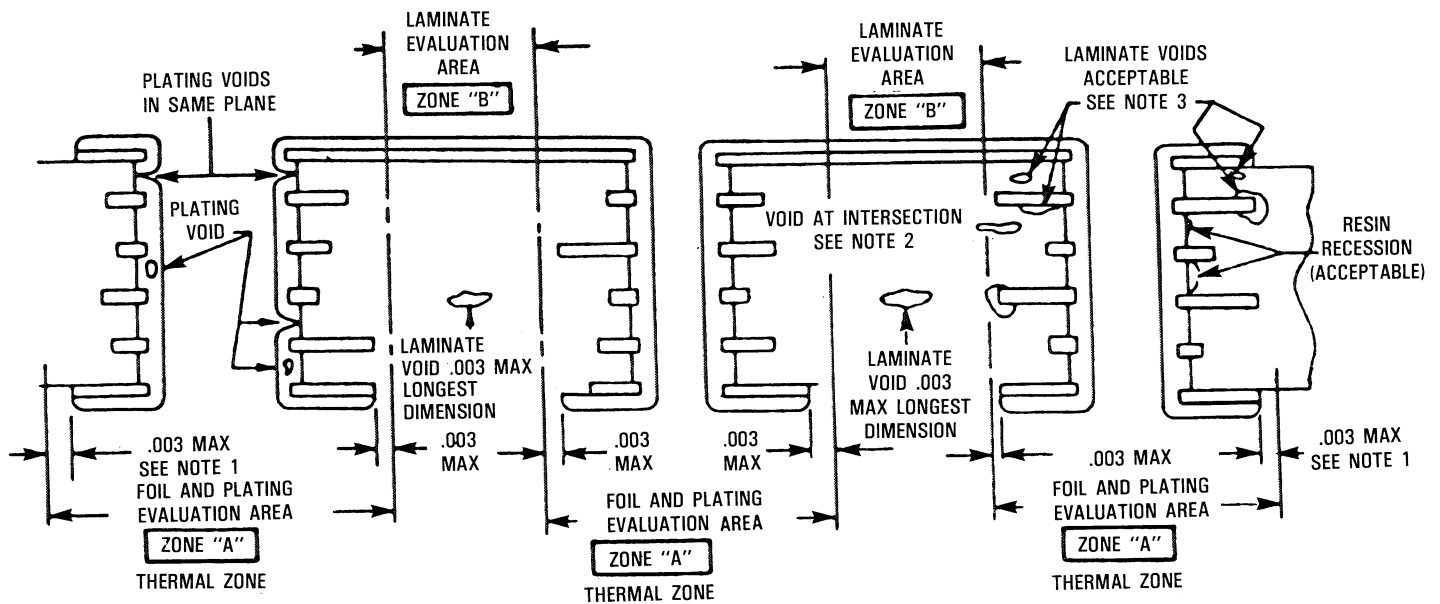 LAMINATE
EVALUATION
AREA
ZONE "B"
LAMINATE
EVALUATION
AREA
ZONE "B"
LAMINATE VOIDS
ACCEPTABLE
SEE NOTE 3
PLATING VOIDS
IN SAME PLANE
PLATING
VOID
VOID AT INTERSECTION
SEE NOTE 2
RESIN
RECESSION
(ACCEPTABLE)
LAMINATE
VOID .003 MAX
LONGEST
DIMENSION
LAMINATE
VOID .003
MAX LONGEST
DIMENSION
.003 MAX
SEE NOTE 1
FOIL AND PLATING
EVALUATION AREA
ZONE "A"
THERMAL ZONE
.003
MAX
.003
MAX
.003
MAX
FOIL AND PLATING
EVALUATION AREA
ZONE "A"
THERMAL ZONE
.003 MAX
FOIL AND PLATING
EVALUATION AREA
ZONE "A"
THERMAL ZONE
.003 MAX
SEE NOTE 1